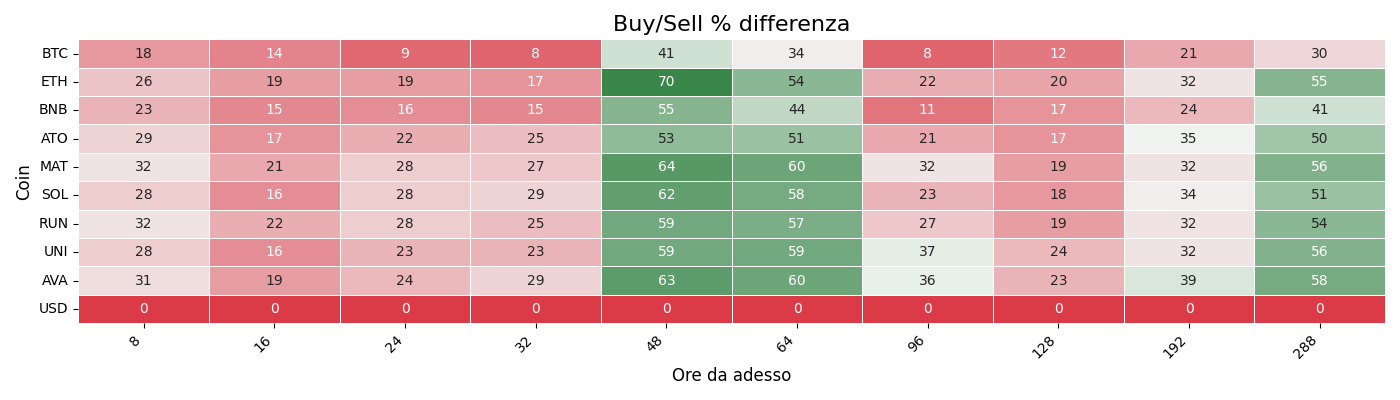 Buy/Sell % differenza
BTC 18 14 9 8 41 34 8 12 21 30
ETH 26 19 19 17 70 54 22 20 32 55
BNB 23 15 16 15 55 44 11 17 24 41
ATO 29 17 22 25 53 51 21 17 35 50
MAT 32 21 28 27 64 60 32 19 32 56
SOL 28 16 28 29 62 58 23 18 34 51
RUN 32 22 28 25 59 57 27 19 32 54
UNI 28 16 23 23 59 59 37 24 32 56
AVA 31 19 24 29 63 60 36 23 39 58
USD 0 0 0 0 0 0 0 0 0 0
Coin
8 16 24 32 48 64 96 128 192 288
Ore da adesso